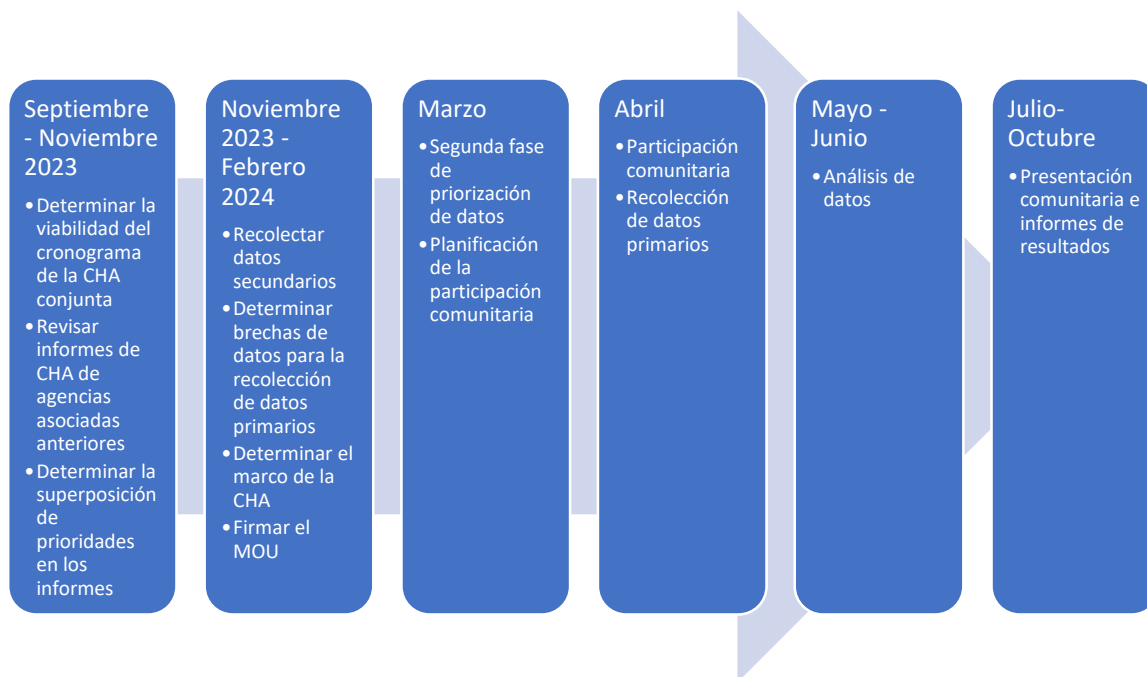 Septiembre
- Noviembre
2023
•Determinar la
viabilidad del
cronograma
de la CHA
conjunta
•Revisar
informes de
CHA de
agencias
asociadas
anteriores
•Determinar la
superposición
de
prioridades
en los
informes
Noviembre
2023 -
Febrero
2024
•Recolectar
datos
secundarios
•Determinar
brechas de
datos para la
recolección
de datos
primarios
•Determinar el
marco de la
CHA
•Firmar el
MOU
Marzo
•Segunda fase
de
priorización
de datos
•Planificación
de la
participación
comunitaria
Abril
•Participación
comunitaria
•Recolección
de datos
primarios
Mayo -
Junio
•Análisis de
datos
Julio-
Octubre
•Presentación
comunitaria e
informes de
resultados